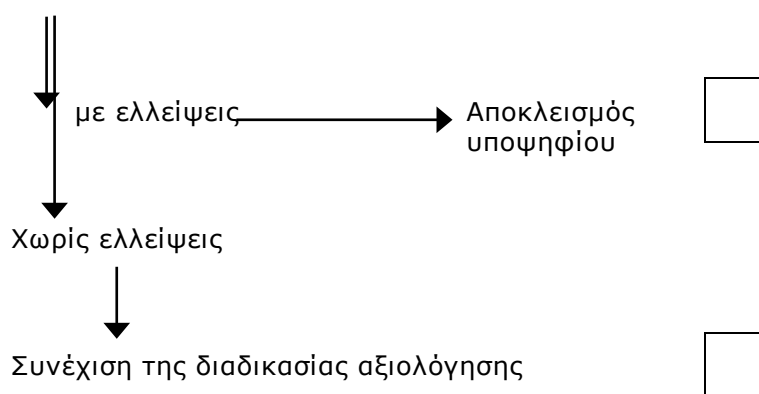 με ελλείψεις
Αποκλεισμός
υποψηφίου
Χωρίς ελλείψεις
Συνέχιση της διαδικασίας αξιολόγησης